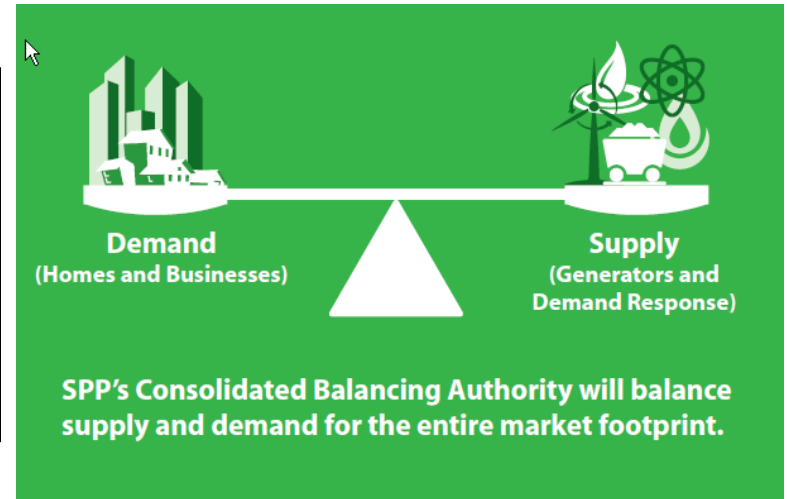 Demand
(Homes and Businesses)
Supply
(Generators and
Demand Response)
SPP's Consolidated Balancing Authority will balance
supply and demand for the entire market footprint.